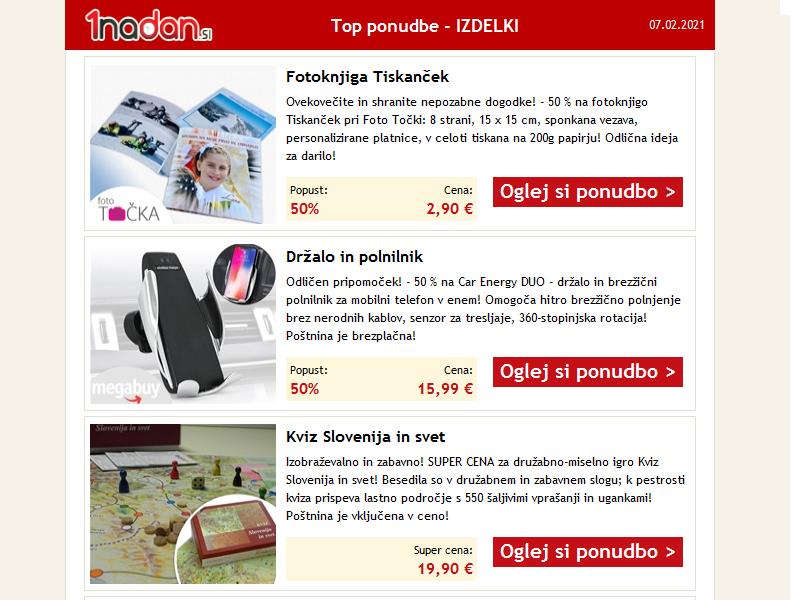 1nadan.si
Top ponudbe - IZDELKI
07.02.2021
Fotoknjiga Tiskanček
Ovekovečite in shranite nepozabne dogodke! - 50 % na fotoknjigo
Tiskanček pri Foto Točki: 8 strani, 15 x 15 cm, sponkana vezava,
personalizirane platnice, v celoti tiskana na 200g papirju! Odlična ideja
za darilo!
foto
TOČKA
Popust:
Cena:
50%
2,90 €
Oglej si ponudbo >
Držalo in polnilnik
Odličen pripomoček! - 50 % na Car Energy DUO - držalo in brezžični
polnilnik za mobilni telefon v enem! Omogoča hitro brezžično polnjenje
brez nerodnih kablov, senzor za tresljaje, 360-stopinjska rotacija!
Poštnina je brezplačna!
megabuy
Popust:
Cena:
50%
15,99 €
Oglej si ponudbo >
Slovenija in svet
Kviz Slovenija in svet
Izobraževalno in zabavno! SUPER CENA za družabno-miselno igro Kviz
Slovenija in svet! Besedila so v družabnem in zabavnem slogu; k pestrosti
kviza prispeva lastno področje s 550 šaljivimi vprašanji in ugankami!
Poštnina je vključena v ceno!
Super cena:
19,90 €
Oglej si ponudbo >